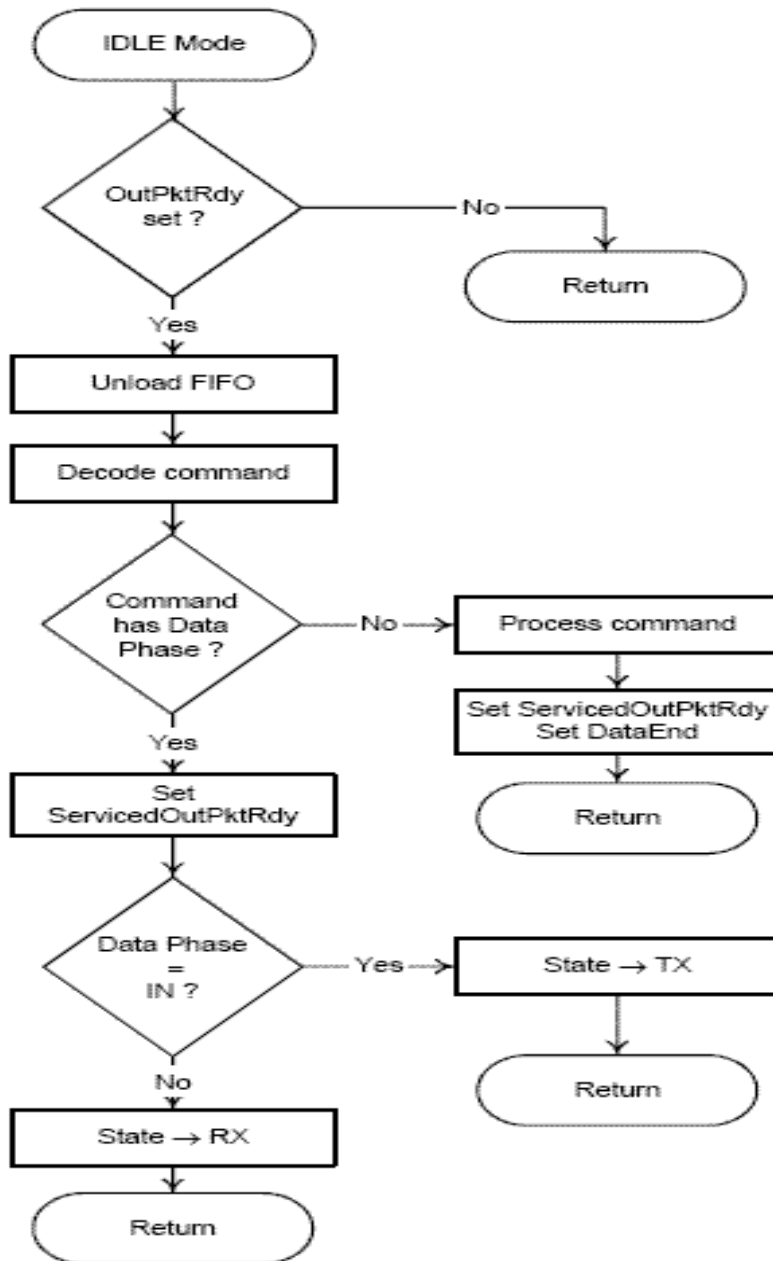 IDLE Mode
OutPktRdy
set ?
No
Return
Yes
Unload FIFO
Decode command
Command
has Data
Phase ?
No
Process command
Set ServicedOutPktRdy
Set DataEnd
Return
Yes
Set
ServicedOutPktRdy
Data Phase
=
IN ?
Yes
State → TX
Return
No
State → RX
Return